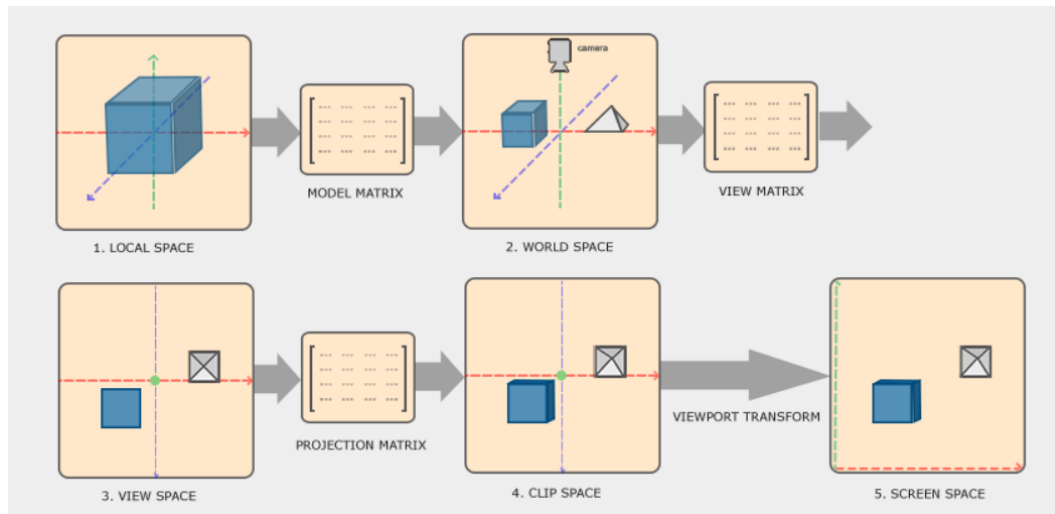 camera
MODEL MATRIX
VIEW MATRIX
1. LOCAL SPACE
2. WORLD SPACE
VIEWPORT TRANSFORM
PROJECTION MATRIX
3. VIEW SPACE
4. CLIP SPACE
5. SCREEN SPACE